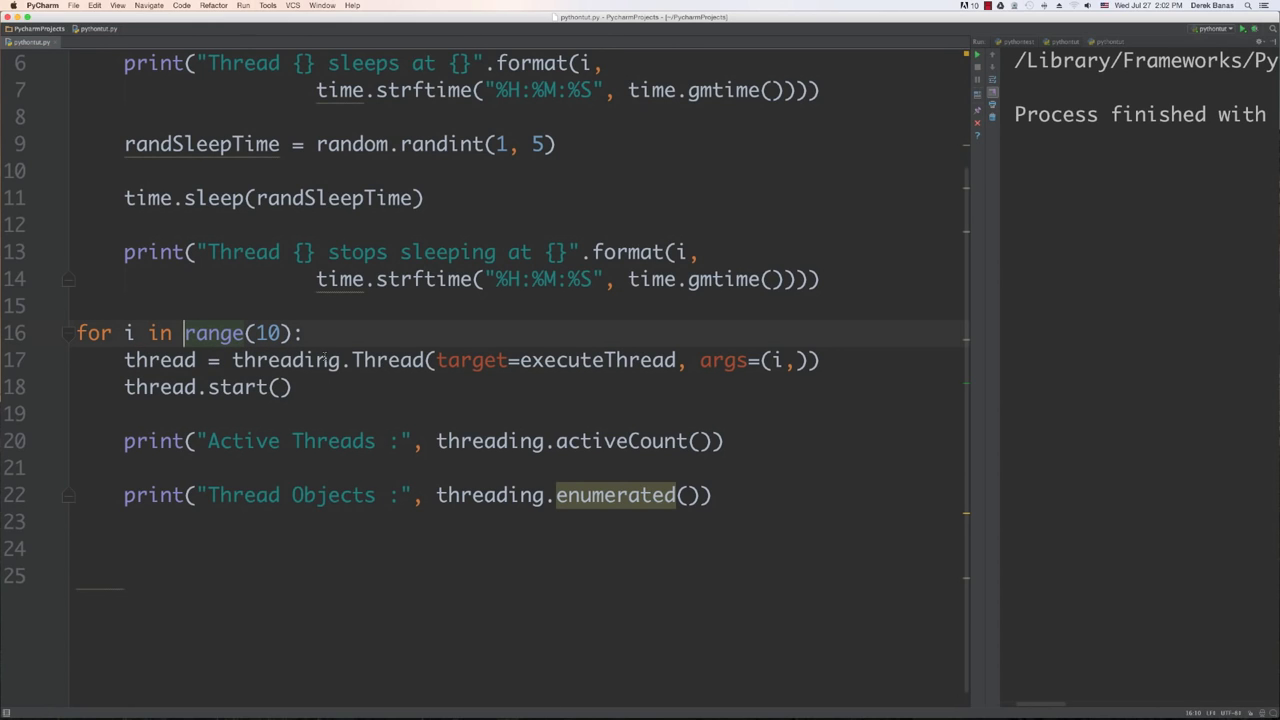 PyCharm File Edit View Navigate Code Refactor Run Tools VCS Window Help 10 Wed Jul 27 2:02 PM Derek Banas
pythontut.py - PycharmProjects - [~/PycharmProjects]
PycharmProjects pythontut.py pythontut
pythontut.py Run: pythontest pythontut pythontut
6 print("Thread {} sleeps at {}".format(i,
7 time.strftime("%H:%M:%S", time.gmtime())))
8
9 randSleepTime = random.randint(1, 5)
10
11 time.sleep(randSleepTime)
12
13 print("Thread {} stops sleeping at {}".format(i,
14 time.strftime("%H:%M:%S", time.gmtime())))
15
16 for i in range(10):
17 thread = threading.Thread(target=executeThread, args=(i,))
18 thread.start()
19
20 print("Active Threads :", threading.activeCount())
21
22 print("Thread Objects :", threading.enumerated())
23
24
25
/Library/Frameworks/Py
Process finished with
16:10 LF‡ UTF-8‡